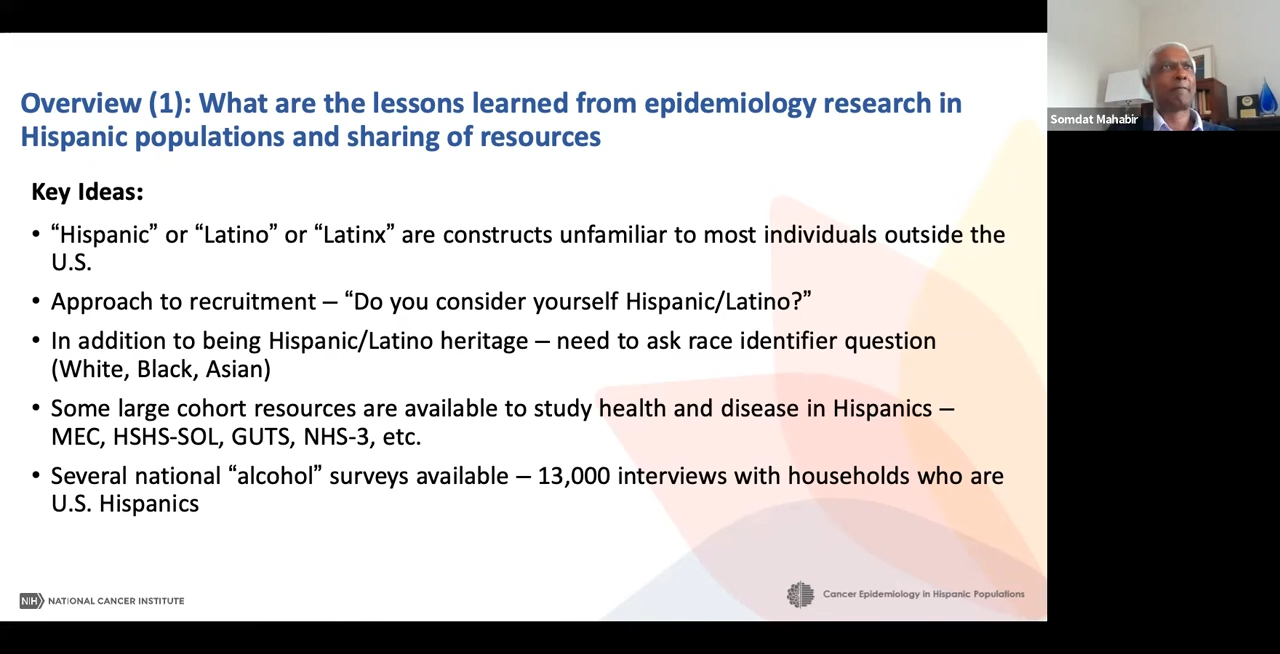 Overview (1): What are the lessons learned from epidemiology research in
Hispanic populations and sharing of resources
Key Ideas:
• “Hispanic” or “Latino” or “Latinx” are constructs unfamiliar to most individuals outside the
U.S.
• Approach to recruitment – “Do you consider yourself Hispanic/Latino?”
• In addition to being Hispanic/Latino heritage – need to ask race identifier question
(White, Black, Asian)
• Some large cohort resources are available to study health and disease in Hispanics –
MEC, HSHS-SOL, GUTS, NHS-3, etc.
• Several national “alcohol” surveys available – 13,000 interviews with households who are
U.S. Hispanics
NIH NATIONAL CANCER INSTITUTE
Cancer Epidemiology in Hispanic Populations
Somdat Mahabir